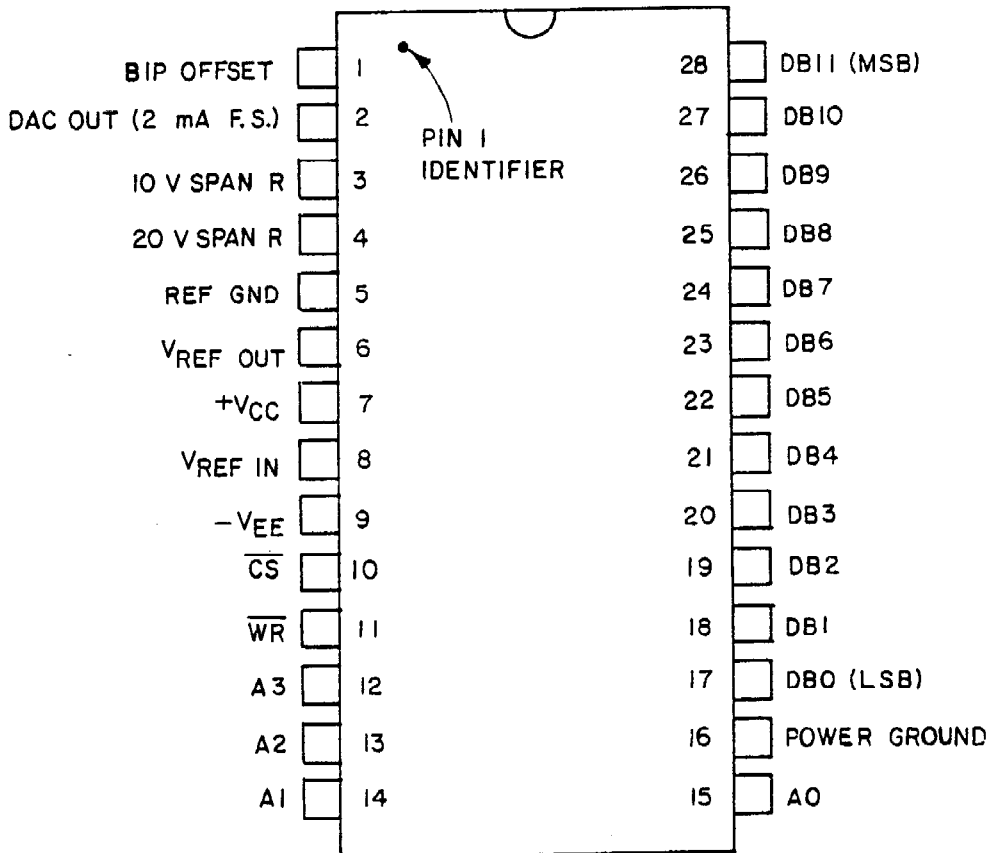 BIP OFFSET 1
DAC OUT (2 mA F.S.) 2
10 V SPAN R 3
20 V SPAN R 4
REF GND 5
VREF OUT 6
+VCC 7
VREF IN 8
-VEE 9
C̅S̅ 10
W̅R̅ 11
A3 12
A2 13
A1 14
PIN 1
IDENTIFIER
28 DB11 (MSB)
27 DB10
26 DB9
25 DB8
24 DB7
23 DB6
22 DB5
21 DB4
20 DB3
19 DB2
18 DB1
17 DB0 (LSB)
16 POWER GROUND
15 A0